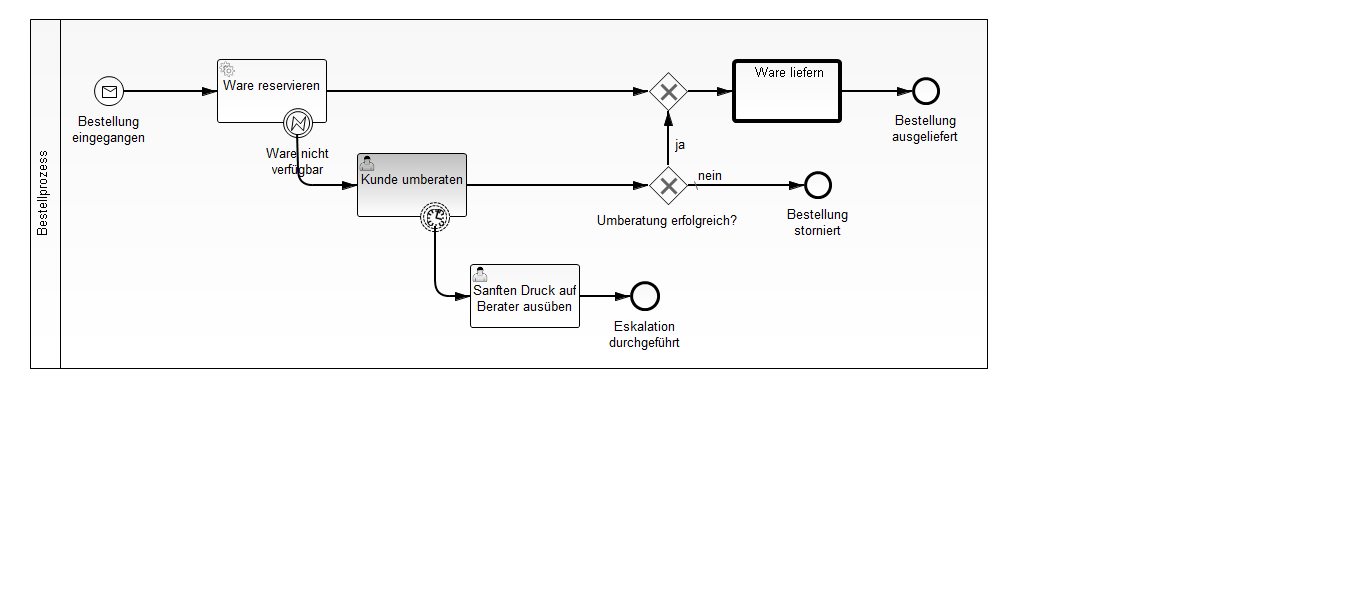 Bestellprozess
Bestellung
eingegangen
Ware reservieren
Ware nicht
verfügbar
Kunde umberaten
Sanften Druck auf
Berater ausüben
Eskalation
durchgeführt
ja
nein
Umberatung erfolgreich?
Ware liefern
Bestellung
ausgeliefert
Bestellung
storniert